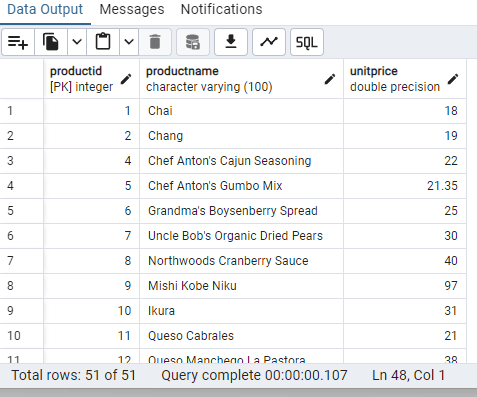 Data Output Messages Notifications
SQL
productid productname unitprice
[PK] integer character varying (100) double precision
1 1 Chai 18
2 2 Chang 19
3 4 Chef Anton's Cajun Seasoning 22
4 5 Chef Anton's Gumbo Mix 21.35
5 6 Grandma's Boysenberry Spread 25
6 7 Uncle Bob's Organic Dried Pears 30
7 8 Northwoods Cranberry Sauce 40
8 9 Mishi Kobe Niku 97
9 10 Ikura 31
10 11 Queso Cabrales 21
11 12 Queso Manchego La Pastora 38
Total rows: 51 of 51 Query complete 00:00:00.107 Ln 48, Col 1